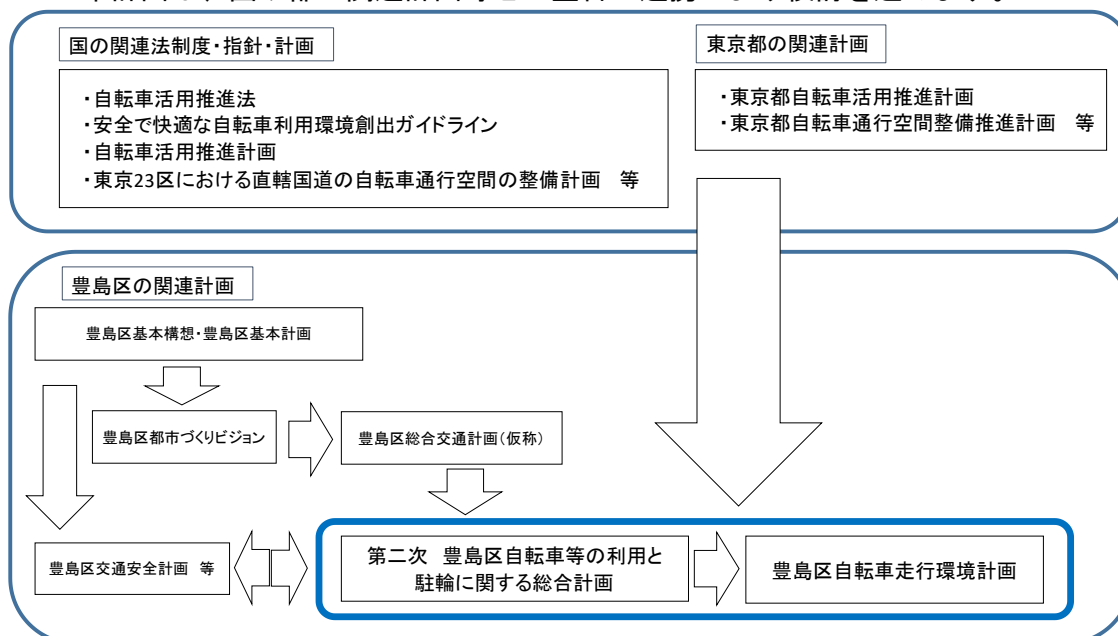 国の関連法制度・指針・計画
・自転車活用推進法
・安全で快適な自転車利用環境創出ガイドライン
・自転車活用推進計画
・東京23区における直轄国道の自転車通行空間の整備計画　等
東京都の関連計画
・東京都自転車活用推進計画
・東京都自転車通行空間整備推進計画　等
豊島区の関連計画
豊島区基本構想・豊島区基本計画
豊島区都市づくりビジョン
豊島区総合交通計画（仮称）
豊島区交通安全計画　等
第二次　豊島区自転車等の利用と
駐輪に関する総合計画
豊島区自転車走行環境計画